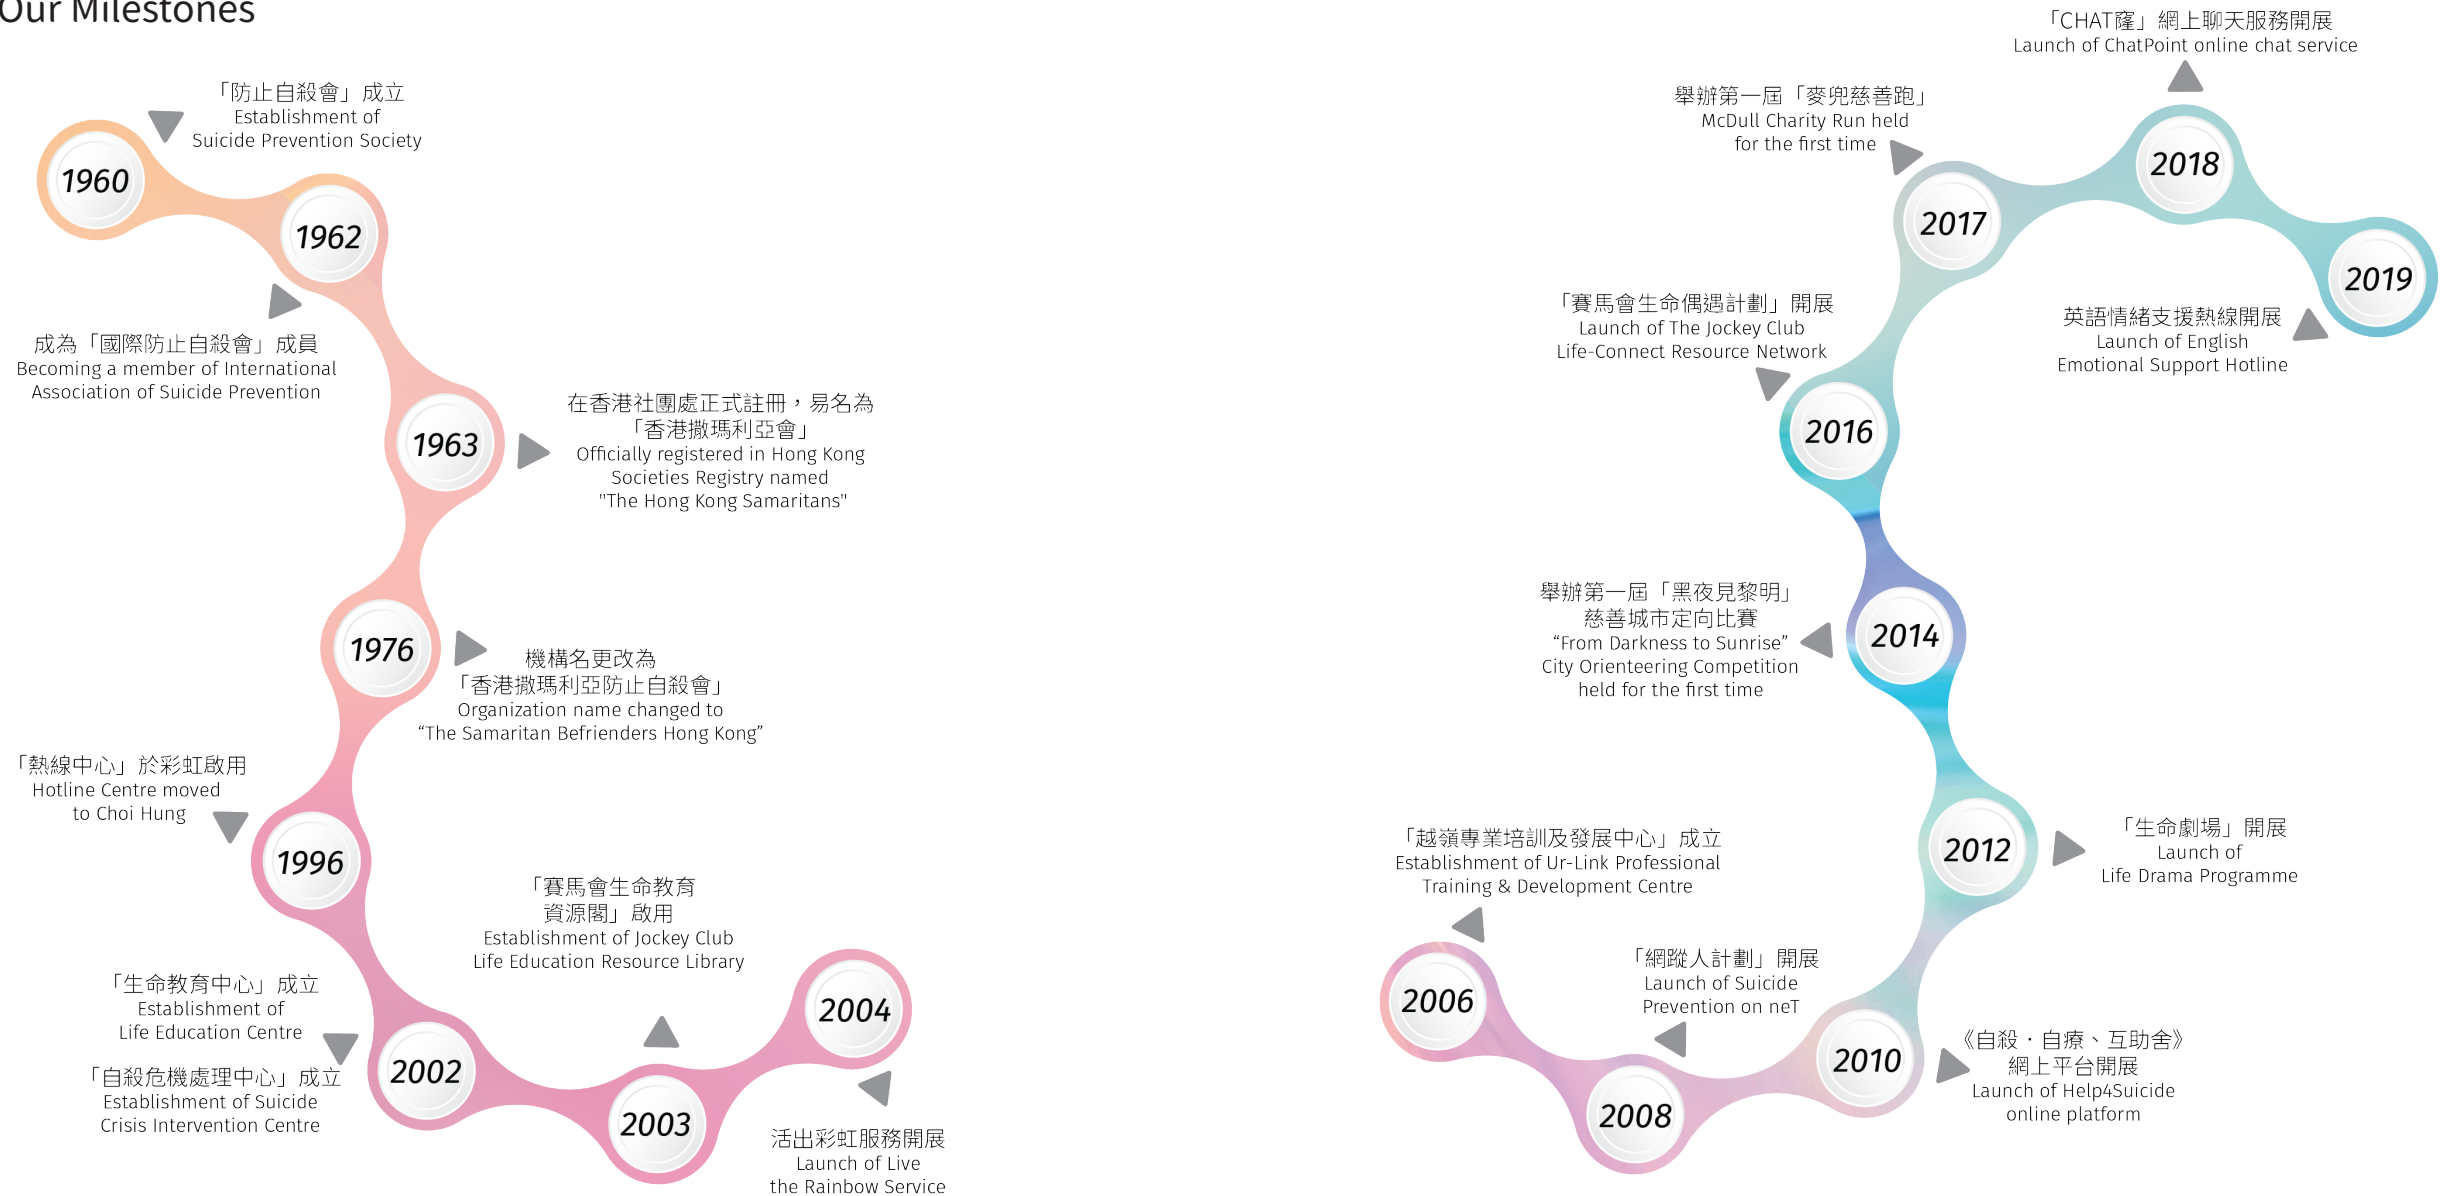 Our Milestones
1960
「防止自殺會」成立
Establishment of
Suicide Prevention Society
1962
成為「國際防止自殺會」成員
Becoming a member of International
Association of Suicide Prevention
1963
在香港社團處正式註冊，易名為
「香港撒瑪利亞會」
Officially registered in Hong Kong
Societies Registry named
"The Hong Kong Samaritans"
1976
機構名更改為
「香港撒瑪利亞防止自殺會」
Organization name changed to
“The Samaritan Befrienders Hong Kong”
「熱線中心」於彩虹啟用
Hotline Centre moved
to Choi Hung
1996
「生命教育中心」成立
Establishment of
Life Education Centre
「自殺危機處理中心」成立
Establishment of Suicide
Crisis Intervention Centre
2002
「賽馬會生命教育
資源閣」啟用
Establishment of Jockey Club
Life Education Resource Library
2003
2004
活出彩虹服務開展
Launch of Live
the Rainbow Service
「越嶺專業培訓及發展中心」成立
Establishment of Ur-Link Professional
Training & Development Centre
2006
「網蹤人計劃」開展
Launch of Suicide
Prevention on neT
2008
2010
《自殺．自療、互助舍》
網上平台開展
Launch of Help4Suicide
online platform
2012
「生命劇場」開展
Launch of
Life Drama Programme
舉辦第一屆「黑夜見黎明」
慈善城市定向比賽
“From Darkness to Sunrise”
City Orienteering Competition
held for the first time
2014
「賽馬會生命偶遇計劃」開展
Launch of The Jockey Club
Life-Connect Resource Network
2016
舉辦第一屆「麥兜慈善跑」
McDull Charity Run held
for the first time
2017
「CHAT窿」網上聊天服務開展
Launch of ChatPoint online chat service
2018
2019
英語情緒支援熱線開展
Launch of English
Emotional Support Hotline